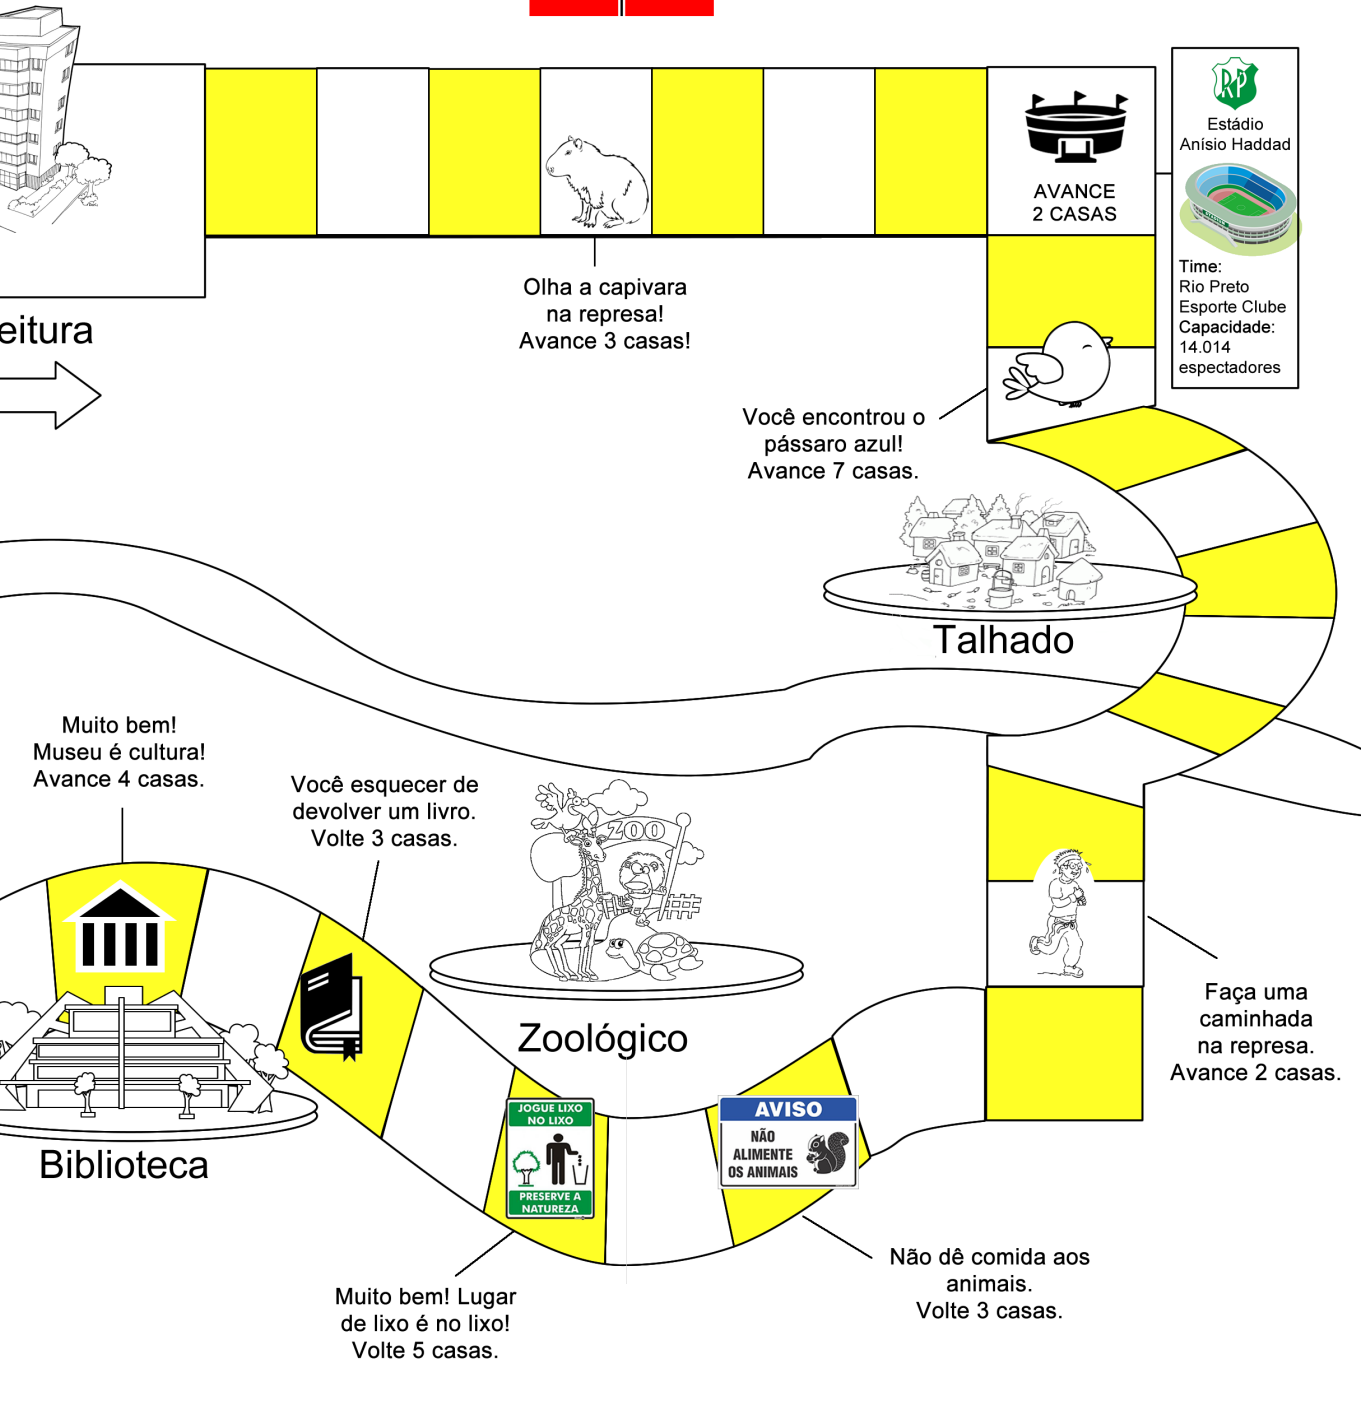 AVANCE
2 CASAS
RP
Estádio
Anísio Haddad
Time:
Rio Preto
Esporte Clube
Capacidade:
14.014
espectadores
eitura
Olha a capivara
na represa!
Avance 3 casas!
Você encontrou o
pássaro azul!
Avance 7 casas.
Talhado
Muito bem!
Museu é cultura!
Avance 4 casas.
Você esquecer de
devolver um livro.
Volte 3 casas.
ZOO
Zoológico
Faça uma
caminhada
na represa.
Avance 2 casas.
Biblioteca
JOGUE LIXO
NO LIXO
PRESERVE A
NATUREZA
AVISO
NÃO
ALIMENTE
OS ANIMAIS
Não dê comida aos
animais.
Volte 3 casas.
Muito bem! Lugar
de lixo é no lixo!
Volte 5 casas.